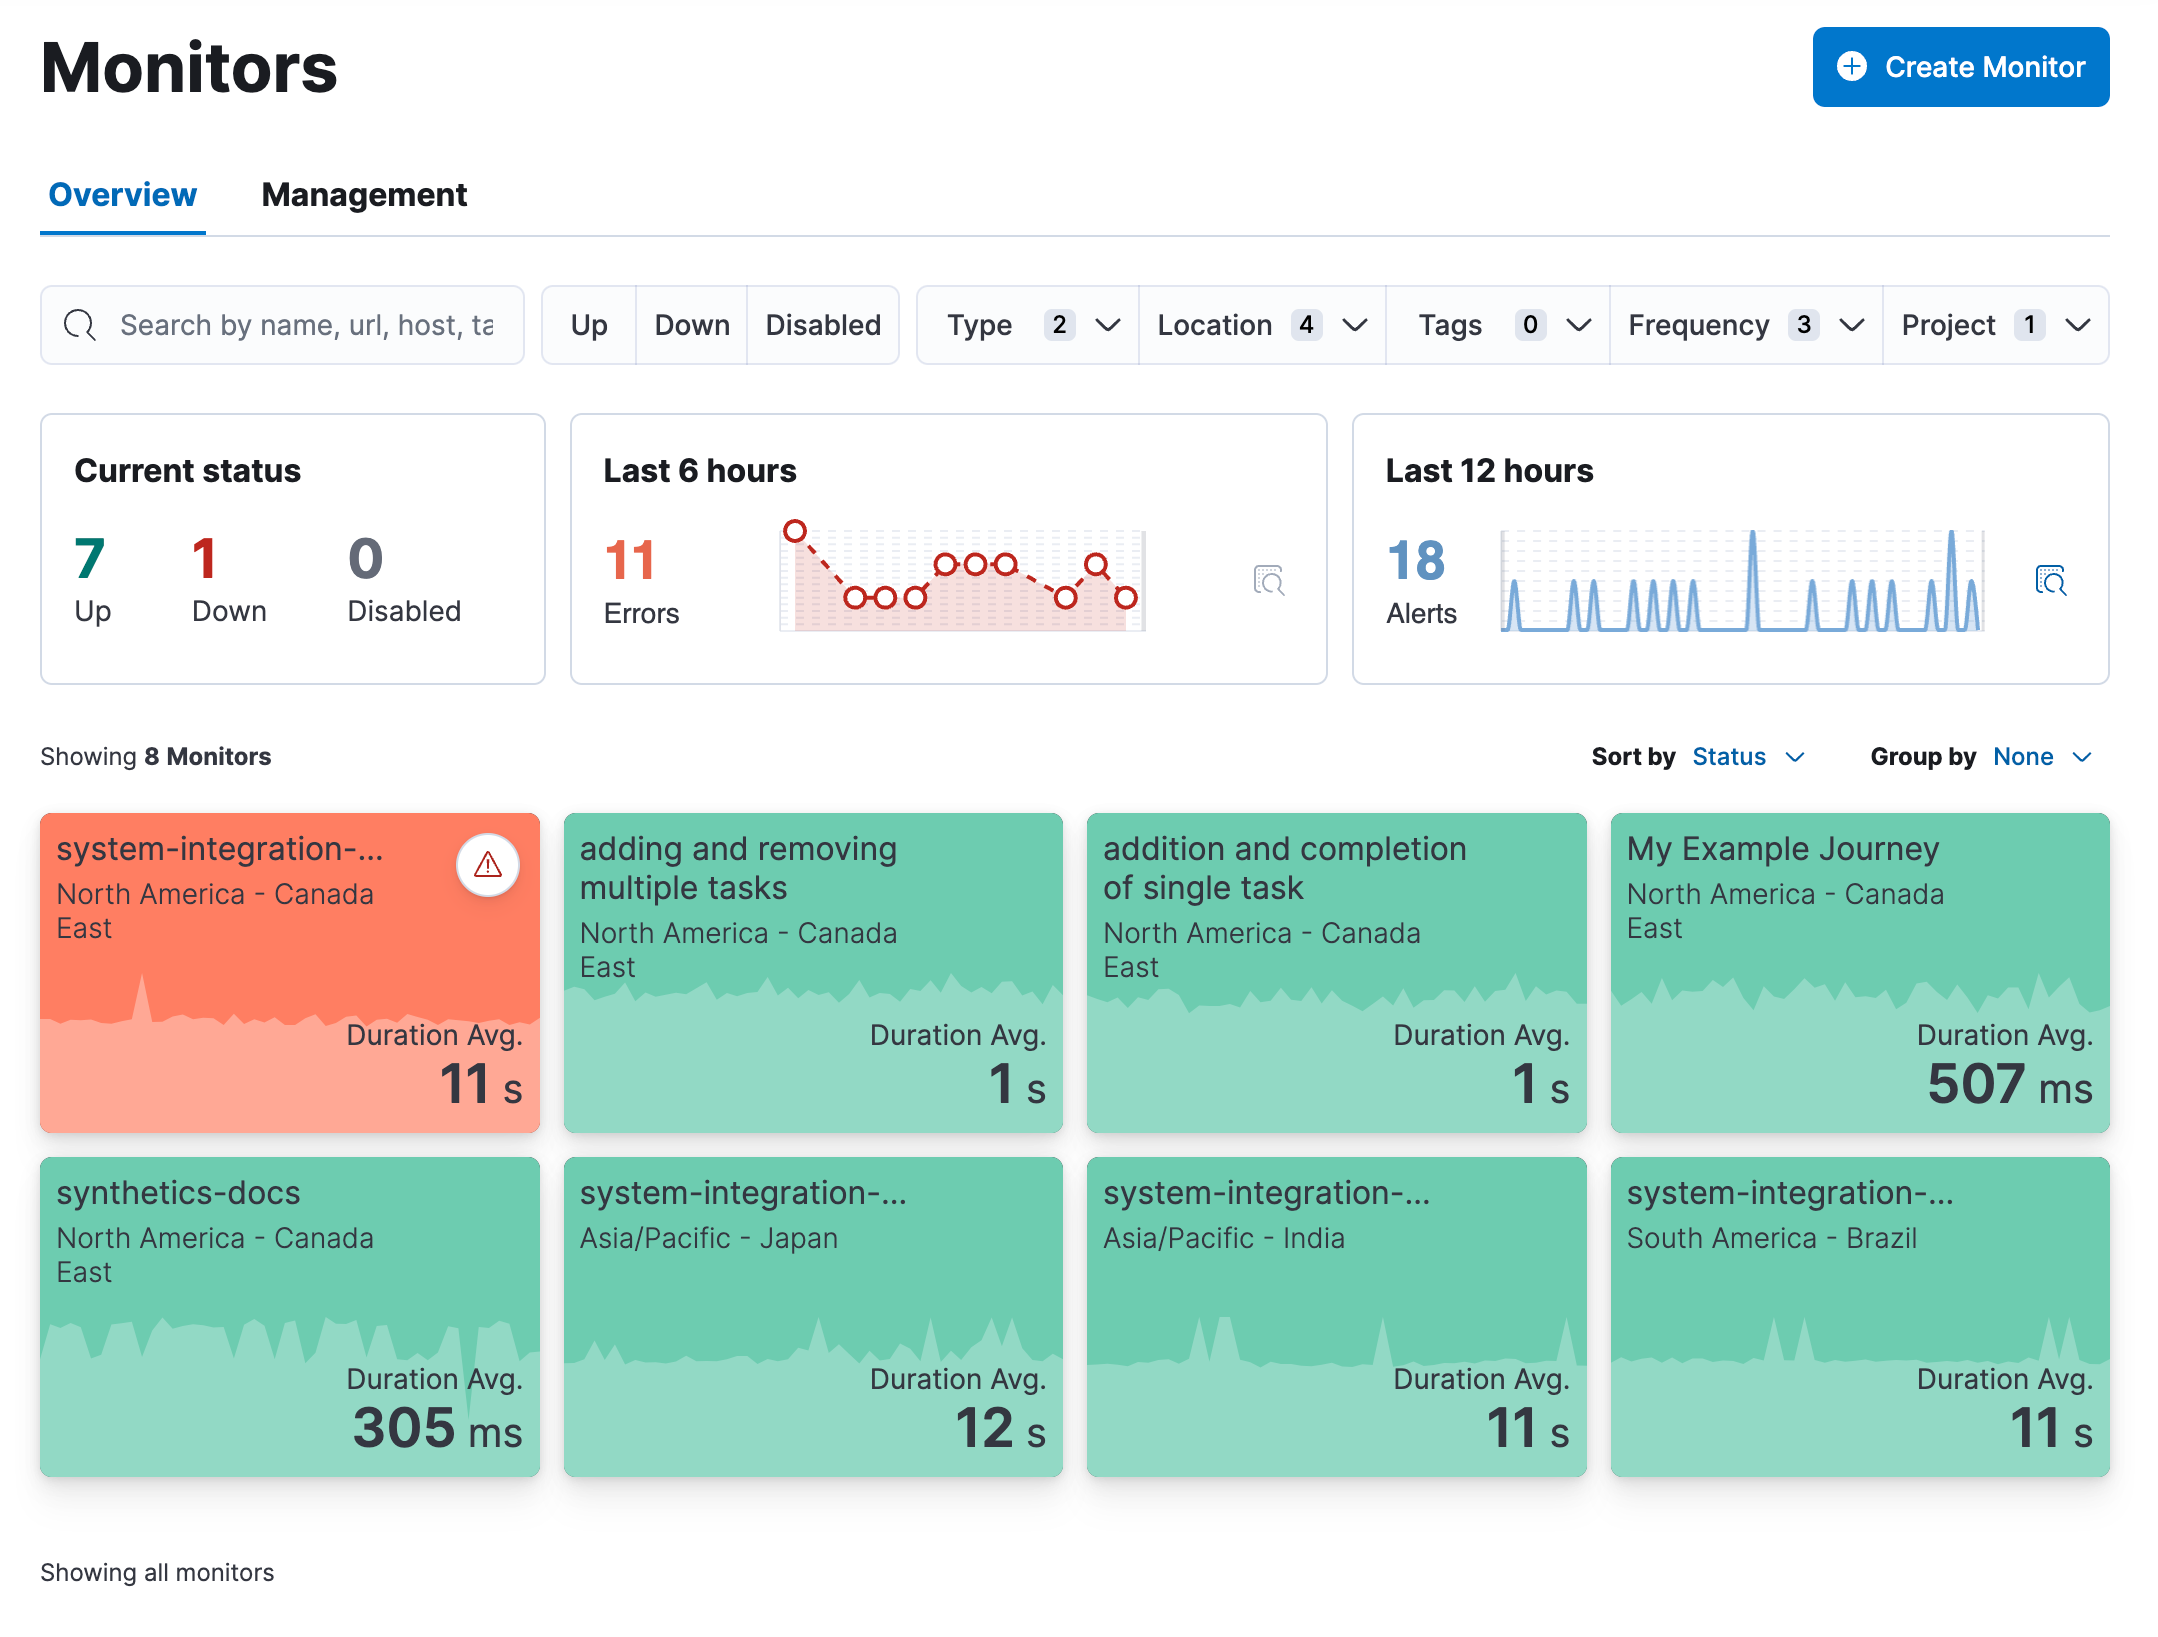 Monitors
Create Monitor
Overview
Management
Search by name, url, host, ta
Up
Down
Disabled
Type 2
Location 4
Tags 0
Frequency 3
Project 1
Current status
7
1
0
Up
Down
Disabled
Last 6 hours
11
Errors
Last 12 hours
18
Alerts
Showing 8 Monitors
Sort by Status
Group by None
system-integration-...
North America - Canada
East
Duration Avg.
11 s
adding and removing
multiple tasks
North America - Canada
East
Duration Avg.
1 s
addition and completion
of single task
North America - Canada
East
Duration Avg.
1 s
My Example Journey
North America - Canada
East
Duration Avg.
507 ms
synthetics-docs
North America - Canada
East
Duration Avg.
305 ms
system-integration-...
Asia/Pacific - Japan
Duration Avg.
12 s
system-integration-...
Asia/Pacific - India
Duration Avg.
11 s
system-integration-...
South America - Brazil
Duration Avg.
11 s
Showing all monitors